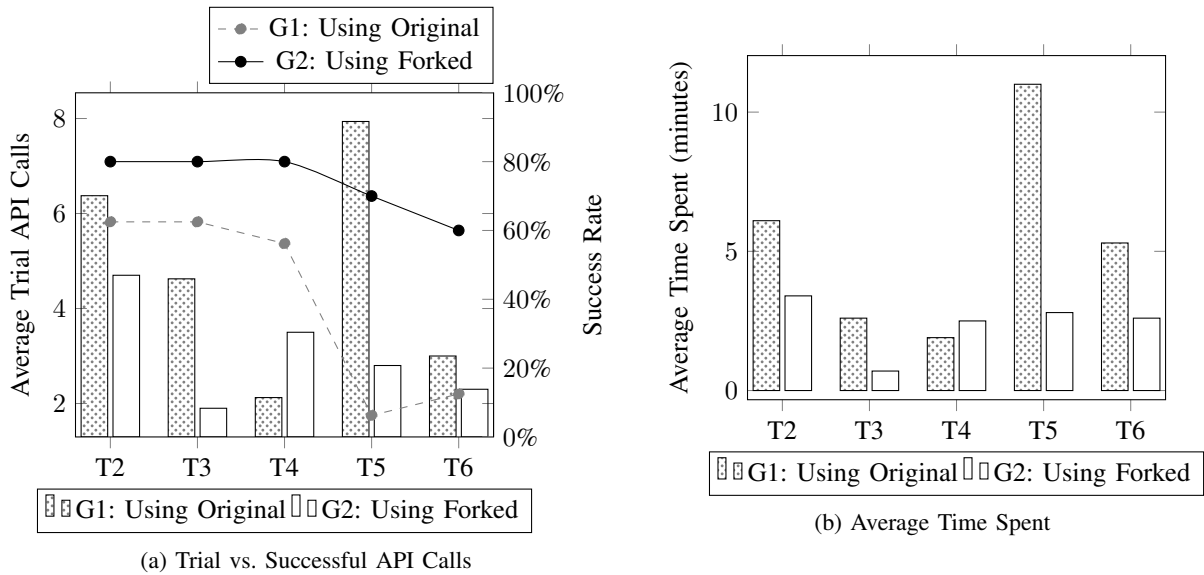 G1: Using Original
G2: Using Forked
Average Trial API Calls
8
6
4
2
100%
80%
60%
40%
20%
0%
Success Rate
T2 T3 T4 T5 T6
G1: Using Original G2: Using Forked
(a) Trial vs. Successful API Calls
Average Time Spent (minutes)
10
5
0
T2 T3 T4 T5 T6
G1: Using Original G2: Using Forked
(b) Average Time Spent